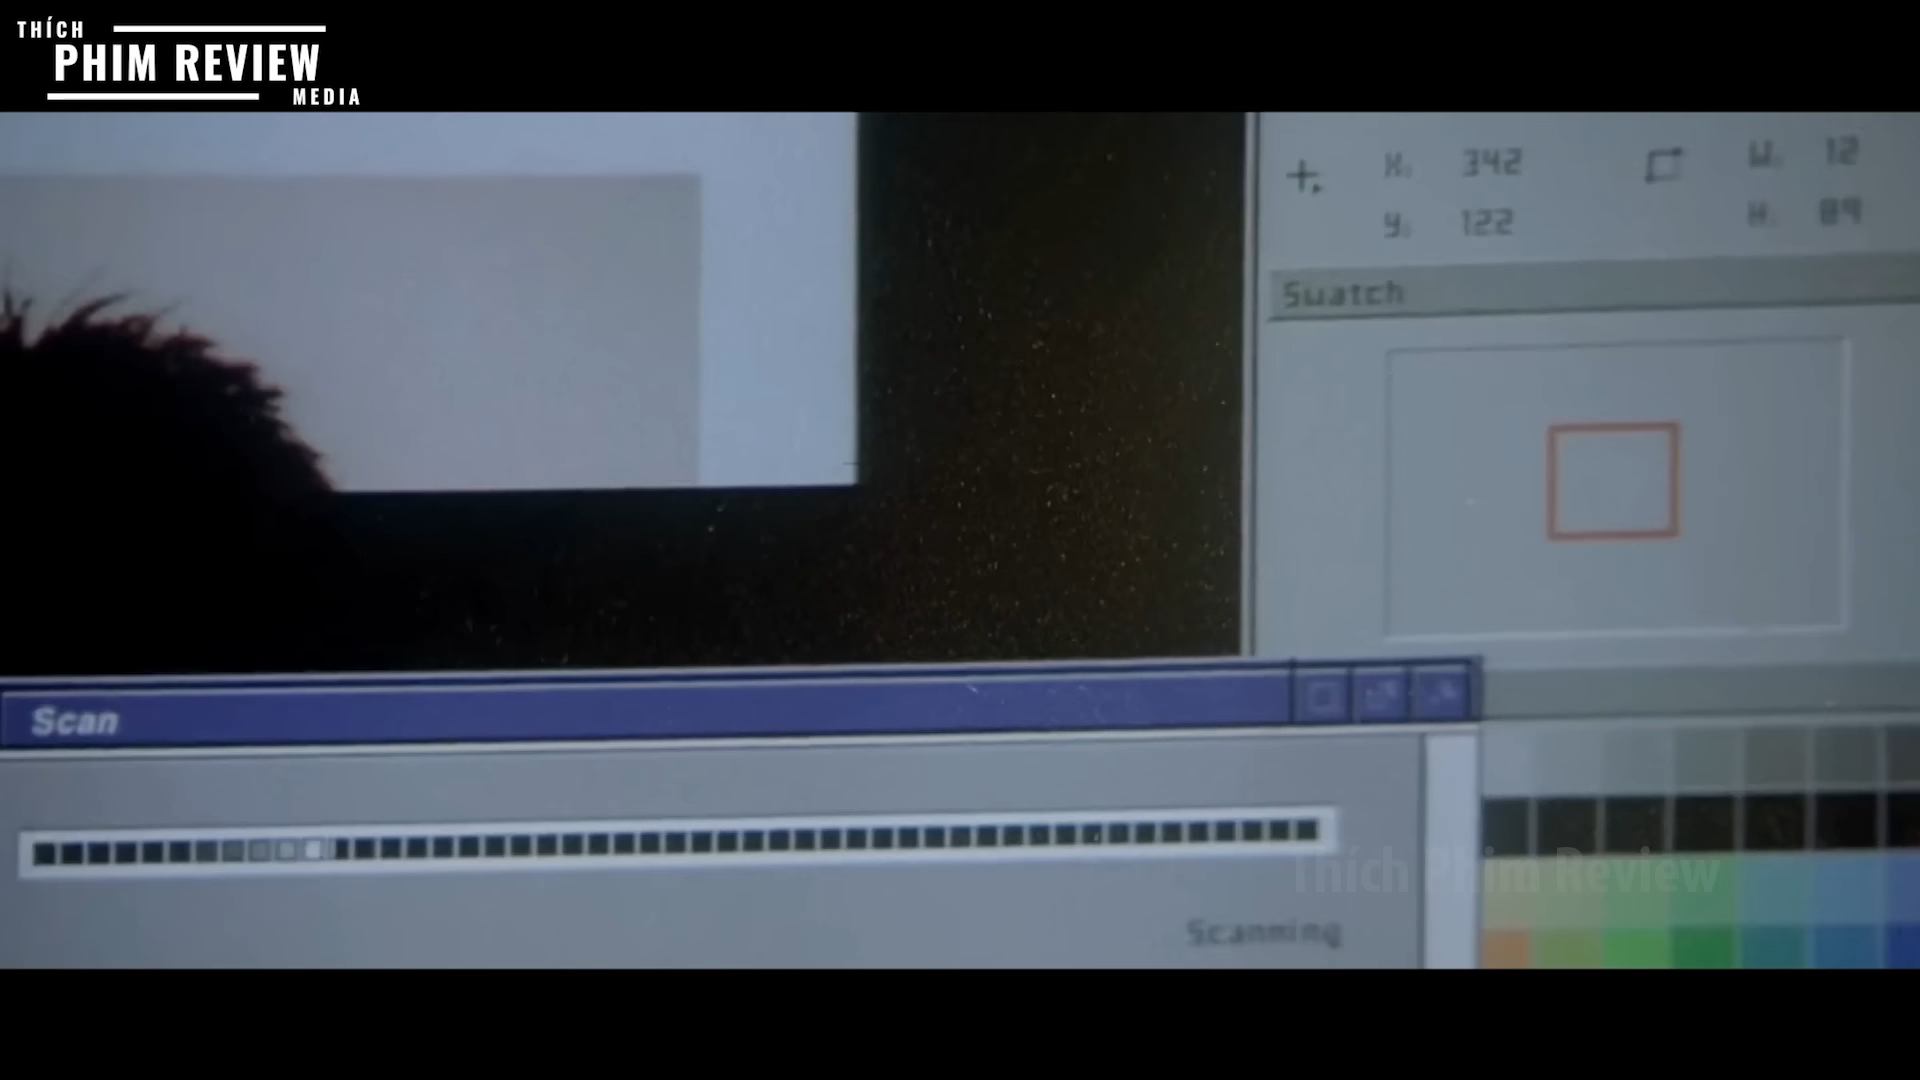 THÍCH
PHIM REVIEW
MEDIA
X: 342
W: 12
Y: 122
H: 89
Swatch
Scan
Thích Phim Review
Scanning